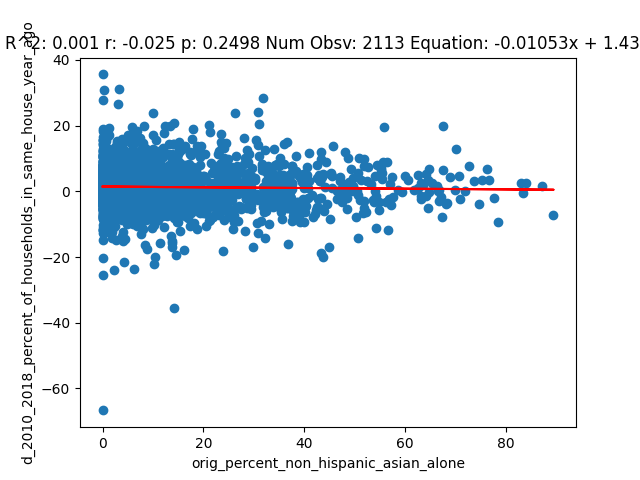 R^2: 0.001 r: -0.025 p: 0.2498 Num Obsv: 2113 Equation: -0.01053x + 1.43
d_2010_2018_percent_of_households_in_same_house_year_ago
40
20
0
−20
−40
−60
0 20 40 60 80
orig_percent_non_hispanic_asian_alone